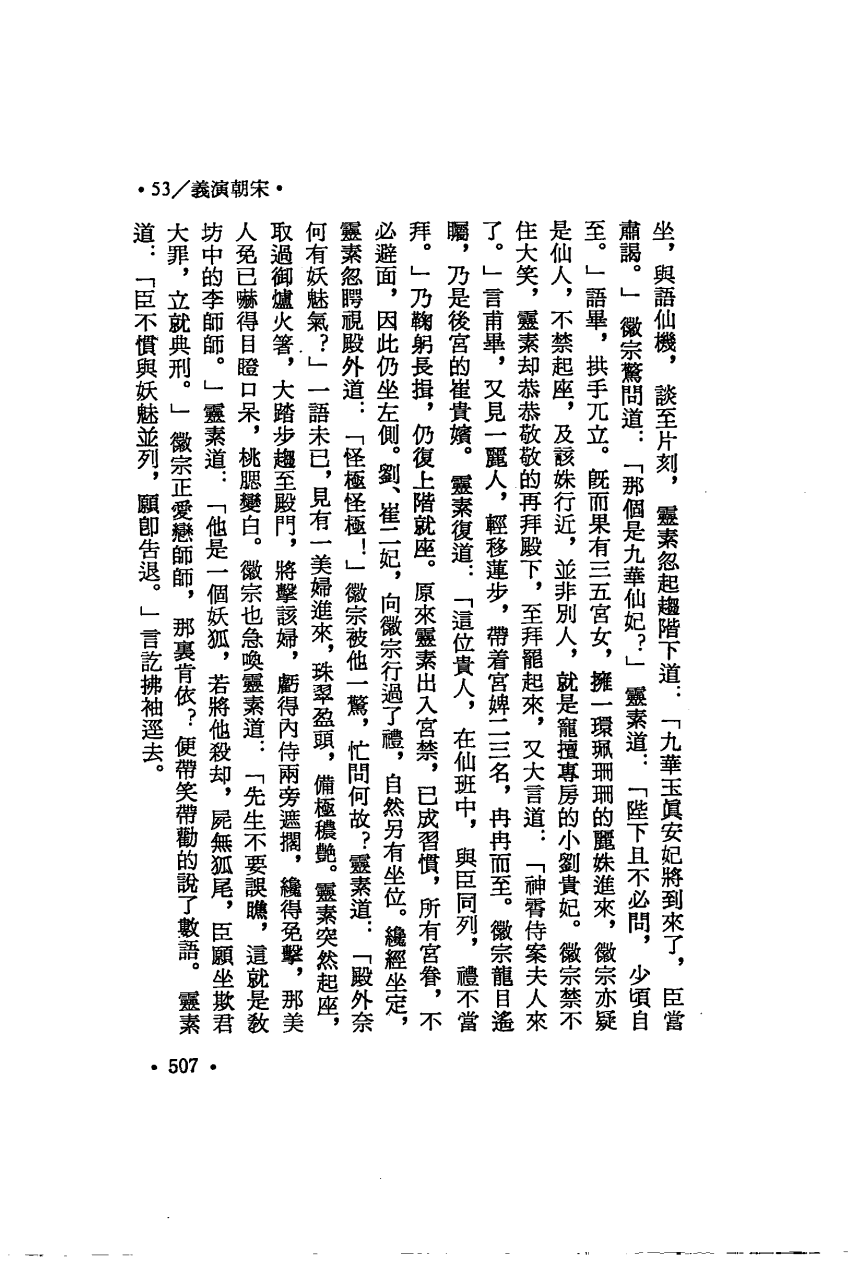 •53／義演朝宋•
坐，與語仙機，談至片刻，靈素忽起趨階下道：「九華玉眞安妃將到來了，臣當
肅謁。」徽宗驚問道：「那個是九華仙妃？」靈素道：「陛下且不必問，少頃自
至。」語畢，拱手兀立。旣而果有三五宮女，擁一環珮珊珊的麗姝進來，徽宗亦疑
是仙人，不禁起座，及該姝行近，並非別人，就是寵擅專房的小劉貴妃。徽宗禁不
住大笑，靈素却恭恭敬敬的再拜殿下，至拜罷起來，又大言道：「神霄侍案夫人來
了。」言甫畢，又見一麗人，輕移蓮步，帶着宮婢二三名，冉冉而至。徽宗龍目遙
矚，乃是後宮的崔貴嬪。靈素復道：「這位貴人，在仙班中，與臣同列，禮不當
拜。」乃鞠躬長揖，仍復上階就座。原來靈素出入宮禁，已成習慣，所有宮眷，不
必避面，因此仍坐左側。劉、崔二妃，向徽宗行過了禮，自然另有坐位。纔經坐定，
靈素忽愕視殿外道：「怪極怪極！」徽宗被他一驚，忙問何故？靈素道：「殿外奈
何有妖魅氣？」一語未已，見有一美婦進來，珠翠盈頭，備極穠艷。靈素突然起座，
取過御爐火箸，大踏步趨至殿門，將擊該婦，虧得內侍兩旁遮攔，纔得免擊，那美
人兔已嚇得目瞪口呆，桃腮變白。徽宗也急喚靈素道：「先生不要誤瞧，這就是敎
坊中的李師師。」靈素道：「他是一個妖狐，若將他殺却，屍無狐尾，臣願坐欺君
大罪，立就典刑。」徽宗正愛戀師師，那裏肯依？便帶笑帶勸的說了數語。靈素
道：「臣不慣與妖魅並列，願卽告退。」言訖拂袖逕去。
•507•